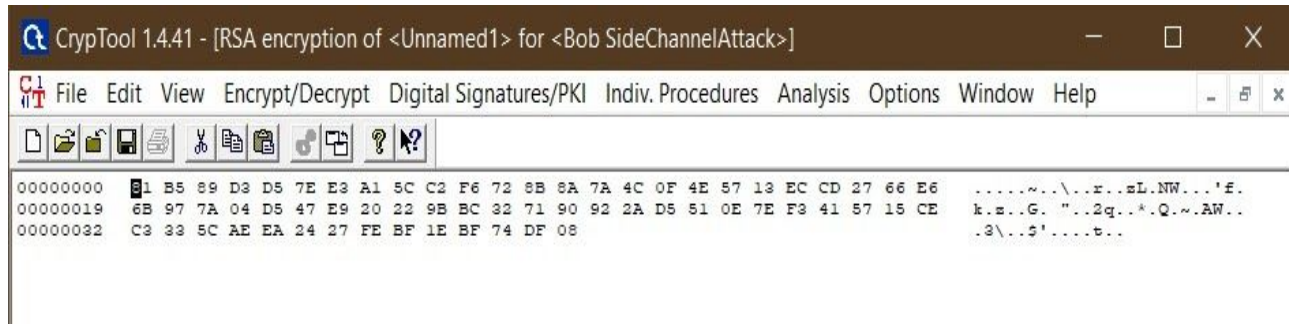 CrypTool 1.4.41 - [RSA encryption of <Unnamed1> for <Bob SideChannelAttack>]
File Edit View Encrypt/Decrypt Digital Signatures/PKI Indiv. Procedures Analysis Options Window Help
00000000 81 B5 89 D3 D5 7E E3 A1 5C C2 F6 72 8B 8A 7A 4C 0F 4E 57 13 EC CD 27 66 E6 .....~..\..r..zL.NW...'f.
00000019 6B 97 7A 04 D5 47 E9 20 22 9B BC 32 71 90 92 2A D5 51 0E 7E F3 41 57 15 CE k.z..G. "..2q..*.Q.~.AW..
00000032 C3 33 5C AE EA 24 27 FE BF 1E BF 74 DF 08 .3\..$'....t..